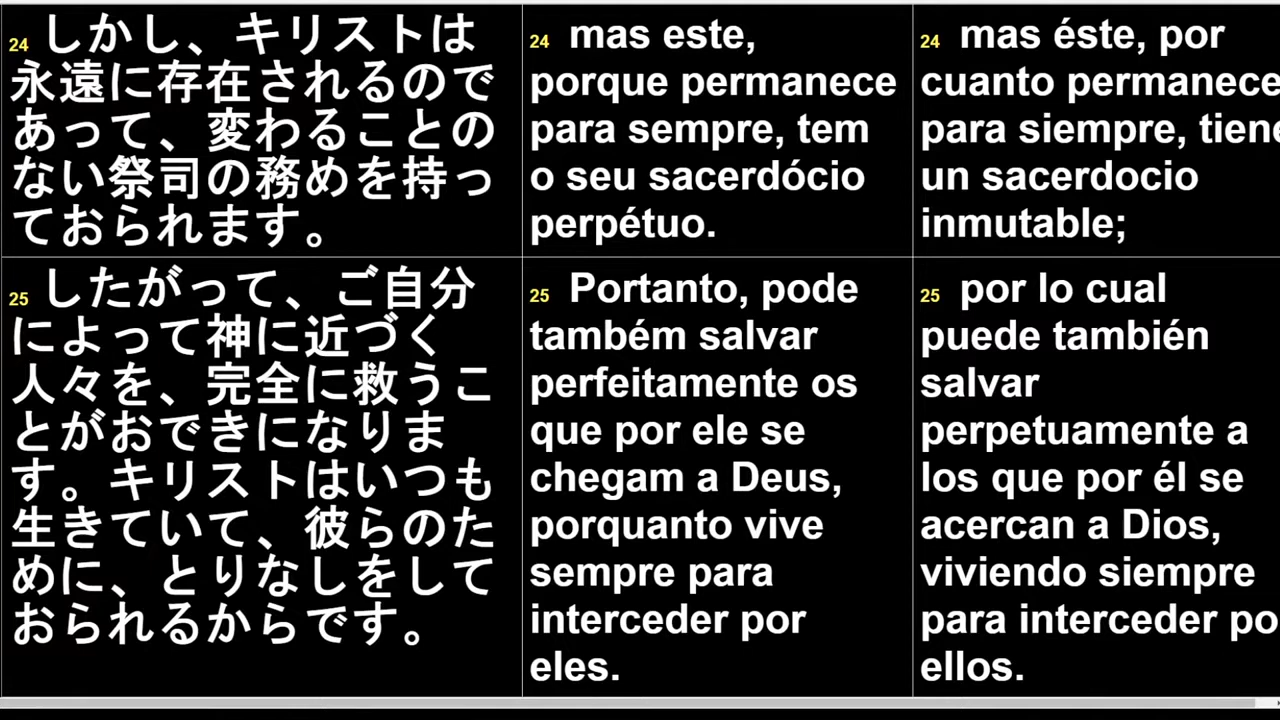 24 しかし、キリストは
永遠に存在されるので
あって、変わることの
ない祭司の務めを持っ
ておられます。
24 mas este,
porque permanece
para sempre, tem
o seu sacerdócio
perpétuo.
24 mas éste, por
cuanto permanece
para siempre, tiene
un sacerdocio
inmutable;
25 したがって、ご自分
によって神に近づく
人々を、完全に救うこ
とがおできになりま
す。キリストはいつも
生きていて、彼らのた
めに、とりなしをして
おられるからです。
25 Portanto, pode
também salvar
perfeitamente os
que por ele se
chegam a Deus,
porquanto vive
sempre para
interceder por
eles.
25 por lo cual
puede también
salvar
perpetuamente a
los que por él se
acercan a Dios,
viviendo siempre
para interceder po
ellos.